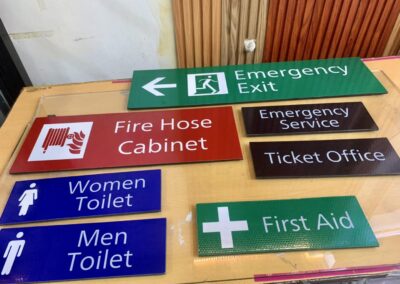 Emergency
Exit
Fire Hose
Cabinet
Emergency
Service
Ticket Office
Women
Toilet
First Aid
Men
Toilet